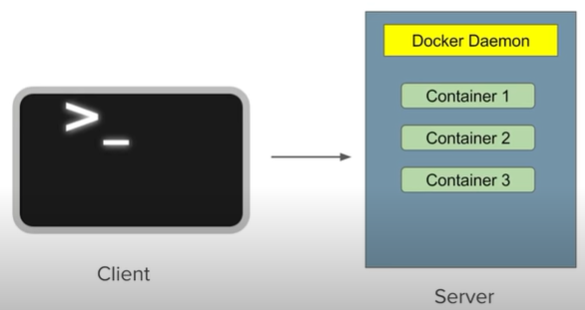 >_
Docker Daemon
Container 1
Container 2
Container 3
Client
Server